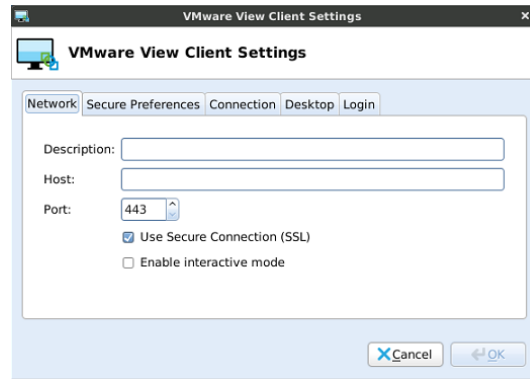 VMware View Client Settings
VMware View Client Settings
Network Secure Preferences Connection Desktop Login
Description:
Host:
Port: 443
Use Secure Connection (SSL)
Enable interactive mode
Cancel OK